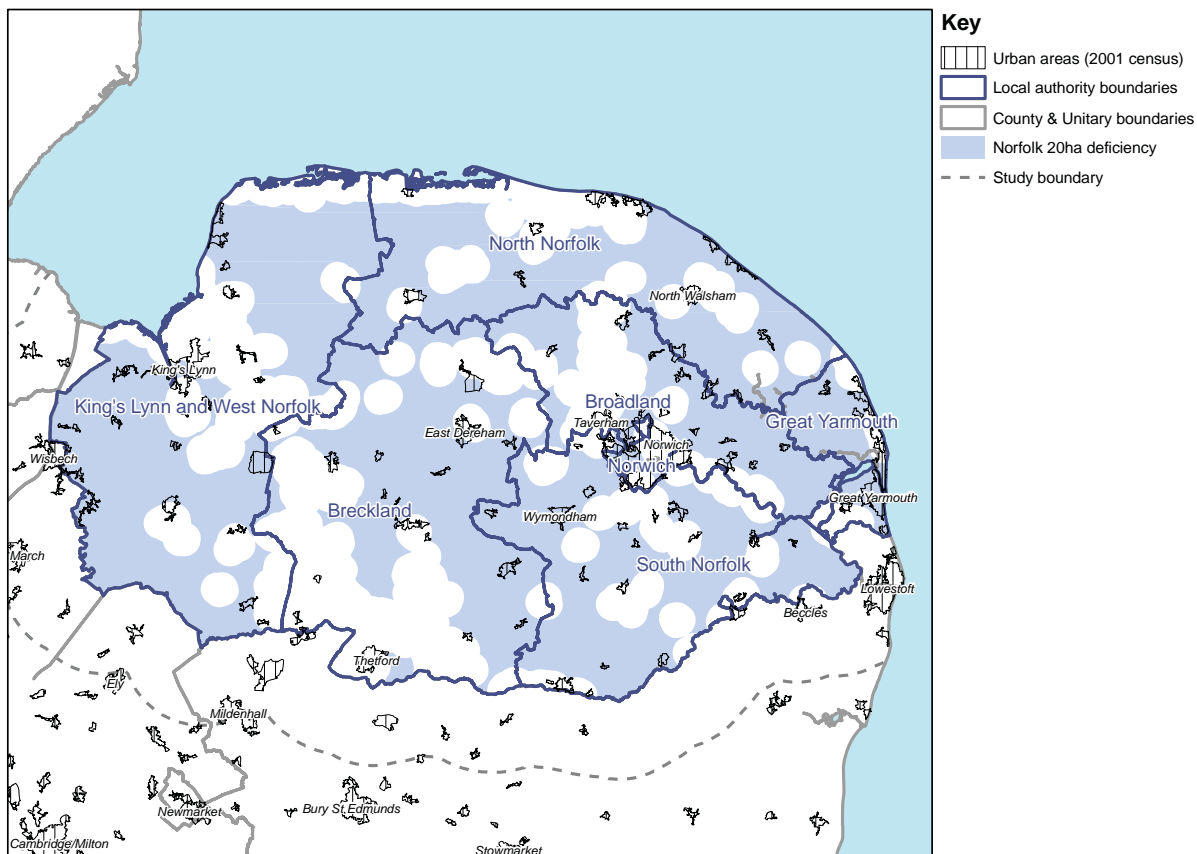 Key
Urban areas (2001 census)
Local authority boundaries
County & Unitary boundaries
Norfolk 20ha deficiency
Study boundary
North Norfolk
North Walsham
King's Lynn
King's Lynn and West Norfolk
Broadland
Taverham
Great Yarmouth
East Dereham
Norwich
Norwich
Wisbech
Great Yarmouth
Breckland
Wymondham
March
South Norfolk
Lowestoft
Beccles
Thetford
Ely
Mildenhall
Newmarket
Bury St.Edmunds
Cambridge/Milton
Stowmarket